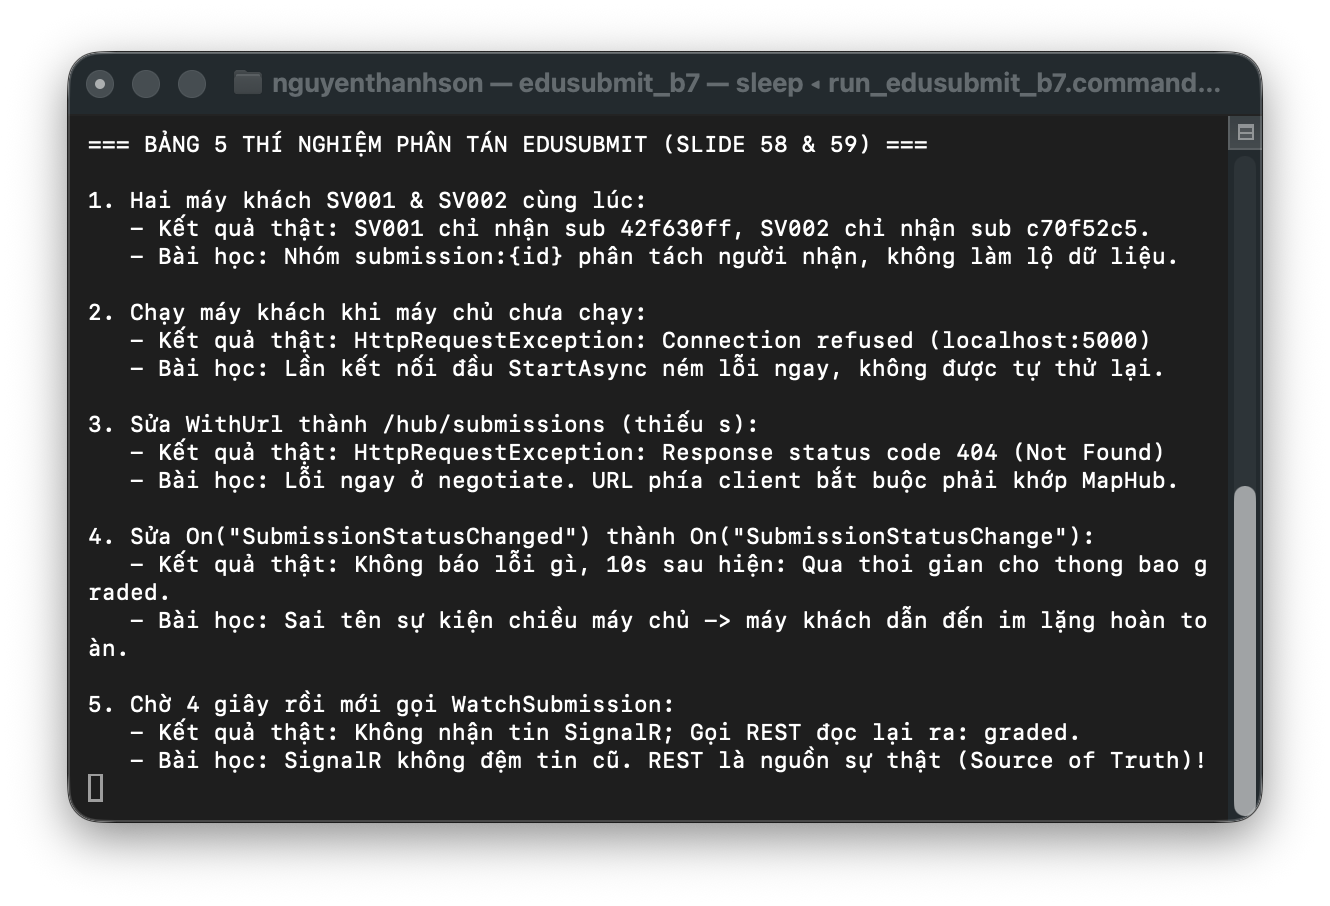 nguyenthanhson — edusubmit_b7 — sleep ◂ run_edusubmit_b7.command...
=== BẢNG 5 THÍ NGHIỆM PHÂN TÁN EDUSUBMIT (SLIDE 58 & 59) ===
1. Hai máy khách SV001 & SV002 cùng lúc:
– Kết quả thật: SV001 chỉ nhận sub 42f630ff, SV002 chỉ nhận sub c70f52c5.
– Bài học: Nhóm submission:{id} phân tách người nhận, không làm lộ dữ liệu.
2. Chạy máy khách khi máy chủ chưa chạy:
– Kết quả thật: HttpRequestException: Connection refused (localhost:5000)
– Bài học: Lần kết nối đầu StartAsync ném lỗi ngay, không được tự thử lại.
3. Sửa WithUrl thành /hub/submissions (thiếu s):
– Kết quả thật: HttpRequestException: Response status code 404 (Not Found)
– Bài học: Lỗi ngay ở negotiate. URL phía client bắt buộc phải khớp MapHub.
4. Sửa On("SubmissionStatusChanged") thành On("SubmissionStatusChange"):
– Kết quả thật: Không báo lỗi gì, 10s sau hiện: Qua thoi gian cho thong bao g
raded.
– Bài học: Sai tên sự kiện chiều máy chủ –> máy khách dẫn đến im lặng hoàn to
àn.
5. Chờ 4 giây rồi mới gọi WatchSubmission:
– Kết quả thật: Không nhận tin SignalR; Gọi REST đọc lại ra: graded.
– Bài học: SignalR không đệm tin cũ. REST là nguồn sự thật (Source of Truth)!